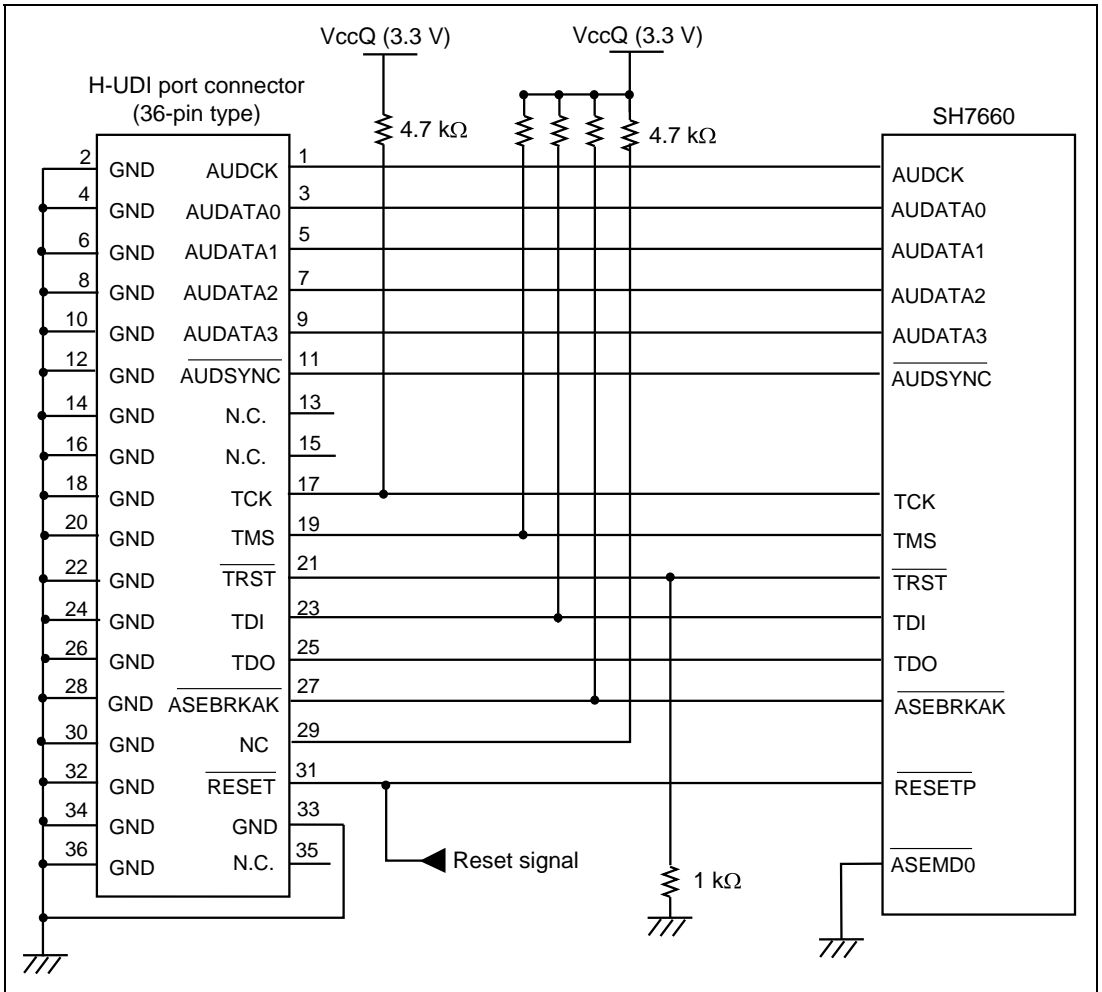 VccQ (3.3 V)
VccQ (3.3 V)
H-UDI port connector
(36-pin type)
4.7 kΩ
4.7 kΩ
SH7660
2 GND AUDCK 1 AUDCK
4 GND AUDATA0 3 AUDATA0
6 GND AUDATA1 5 AUDATA1
8 GND AUDATA2 7 AUDATA2
10 GND AUDATA3 9 AUDATA3
12 GND AUDSYNC 11 AUDSYNC
14 GND N.C. 13
16 GND N.C. 15
18 GND TCK 17 TCK
20 GND TMS 19 TMS
22 GND TRST 21 TRST
24 GND TDI 23 TDI
26 GND TDO 25 TDO
28 GND ASEBRKAK 27 ASEBRKAK
30 GND NC 29
32 GND RESET 31 RESETP
34 GND GND 33
36 GND N.C. 35
Reset signal
ASEMD0
1 kΩ